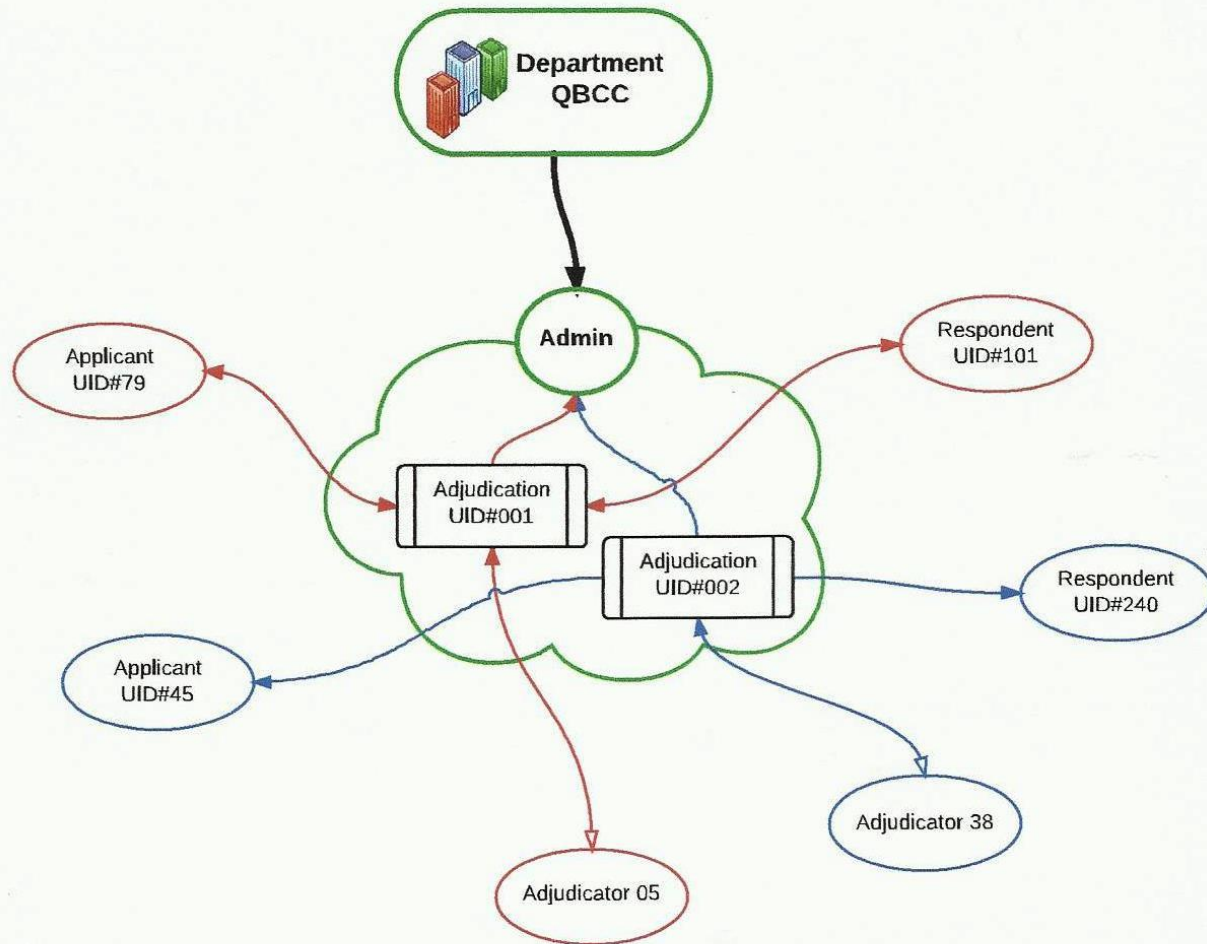 Department
QBCC
Admin
Applicant
UID#79
Respondent
UID#101
Adjudication
UID#001
Adjudication
UID#002
Respondent
UID#240
Applicant
UID#45
Adjudicator 38
Adjudicator 05